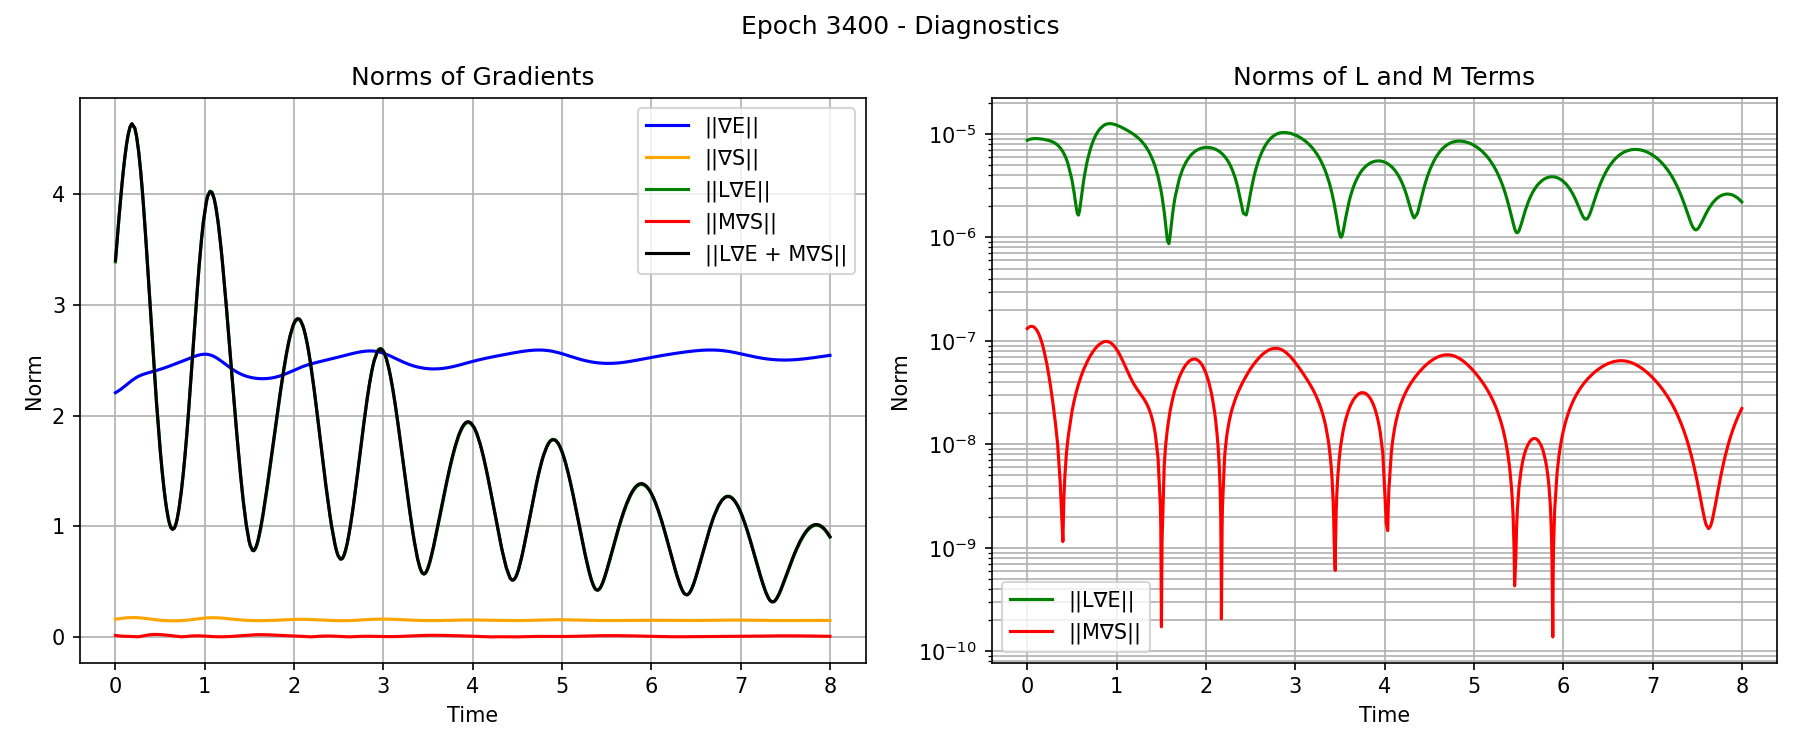 Epoch 3400 - Diagnostics
Norms of Gradients
Norm
4
3
2
1
0
||∇E||
||∇S||
||L∇E||
||M∇S||
||L∇E + M∇S||
0 1 2 3 4 5 6 7 8
Time
Norms of L and M Terms
Norm
10⁻⁵
10⁻⁶
10⁻⁷
10⁻⁸
10⁻⁹
10⁻¹⁰
||L∇E||
||M∇S||
0 1 2 3 4 5 6 7 8
Time